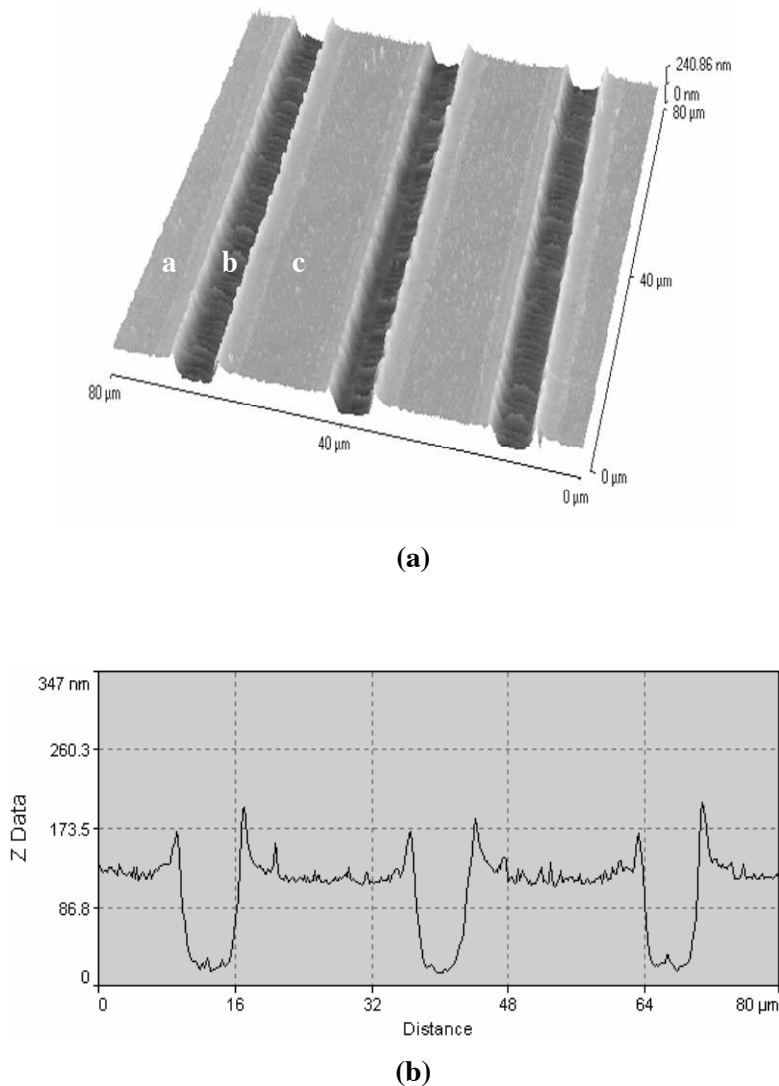 240.86 nm
0 nm
80 µm
a b c
40 µm
80 µm
40 µm
0 µm
0 µm
(a)
347 nm
260.3
173.5
86.8
0
Z Data
0 16 32 48 64 80 µm
Distance
(b)